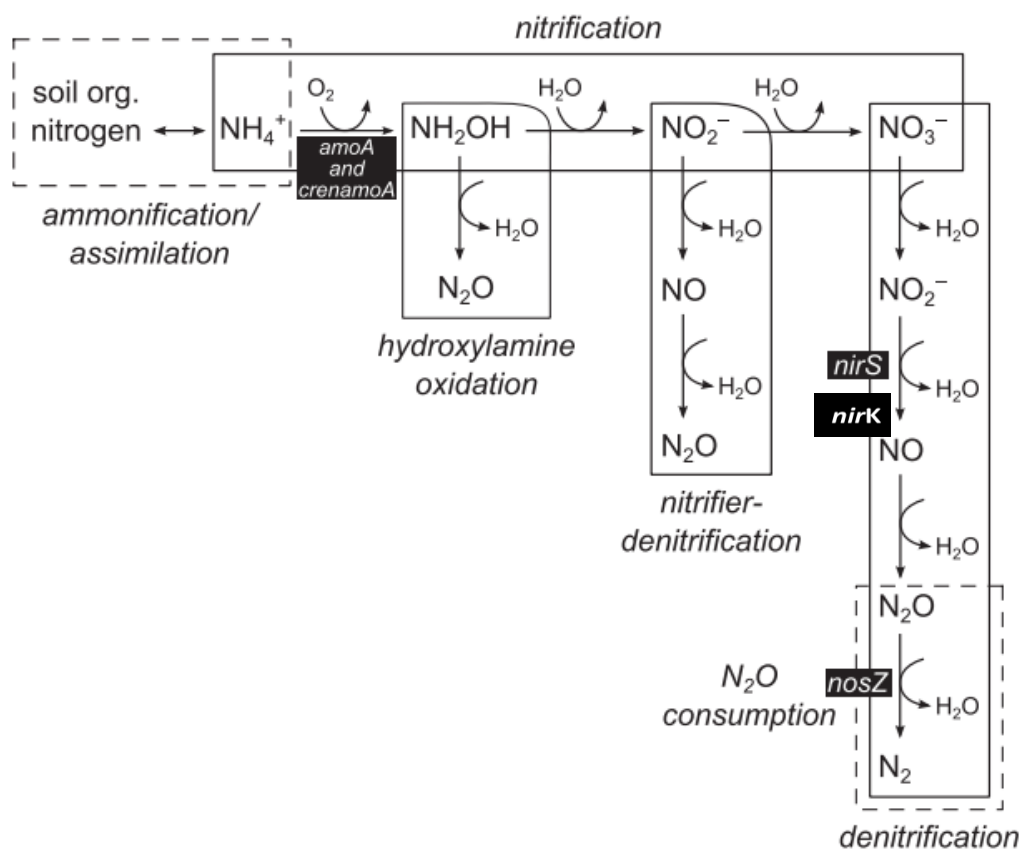 nitrification
soil org.
nitrogen
NH₄⁺
O₂
amoA
and
crenamoA
NH₂OH
H₂O
NO₂⁻
H₂O
NO₃⁻
ammonification/
assimilation
H₂O
N₂O
hydroxylamine
oxidation
H₂O
NO
H₂O
N₂O
nitrifier-
denitrification
H₂O
NO₂⁻
nirS
nirK
H₂O
NO
H₂O
N₂O
N₂O
consumption
nosZ
H₂O
N₂
denitrification